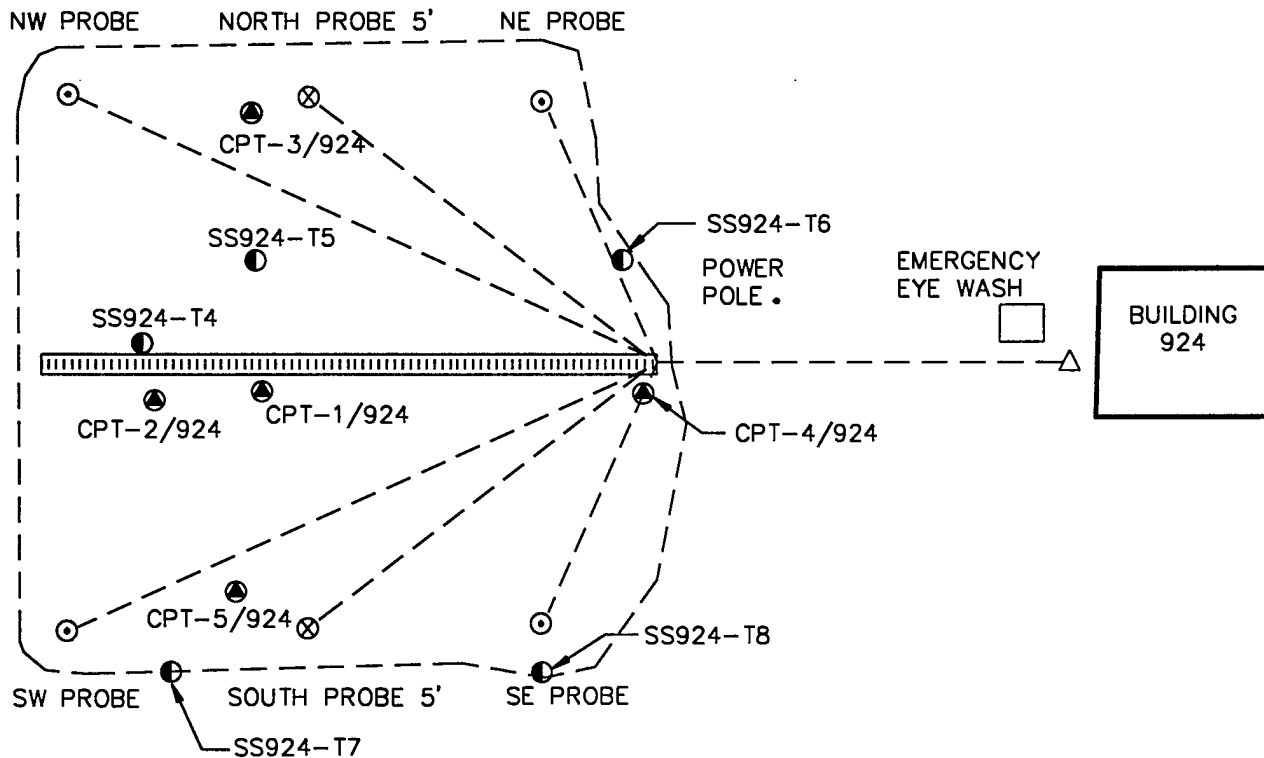 NW PROBE
NORTH PROBE 5'
NE PROBE
CPT-3/924
SS924-T5
SS924-T6
POWER
POLE
EMERGENCY
EYE WASH
BUILDING
924
SS924-T4
CPT-2/924
CPT-1/924
CPT-4/924
CPT-5/924
SS924-T8
SW PROBE
SOUTH PROBE 5'
SE PROBE
SS924-T7